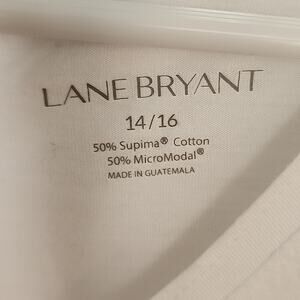 LANE BRYANT
14/16
50% Supima® Cotton
50% MicroModal®
MADE IN GUATEMALA